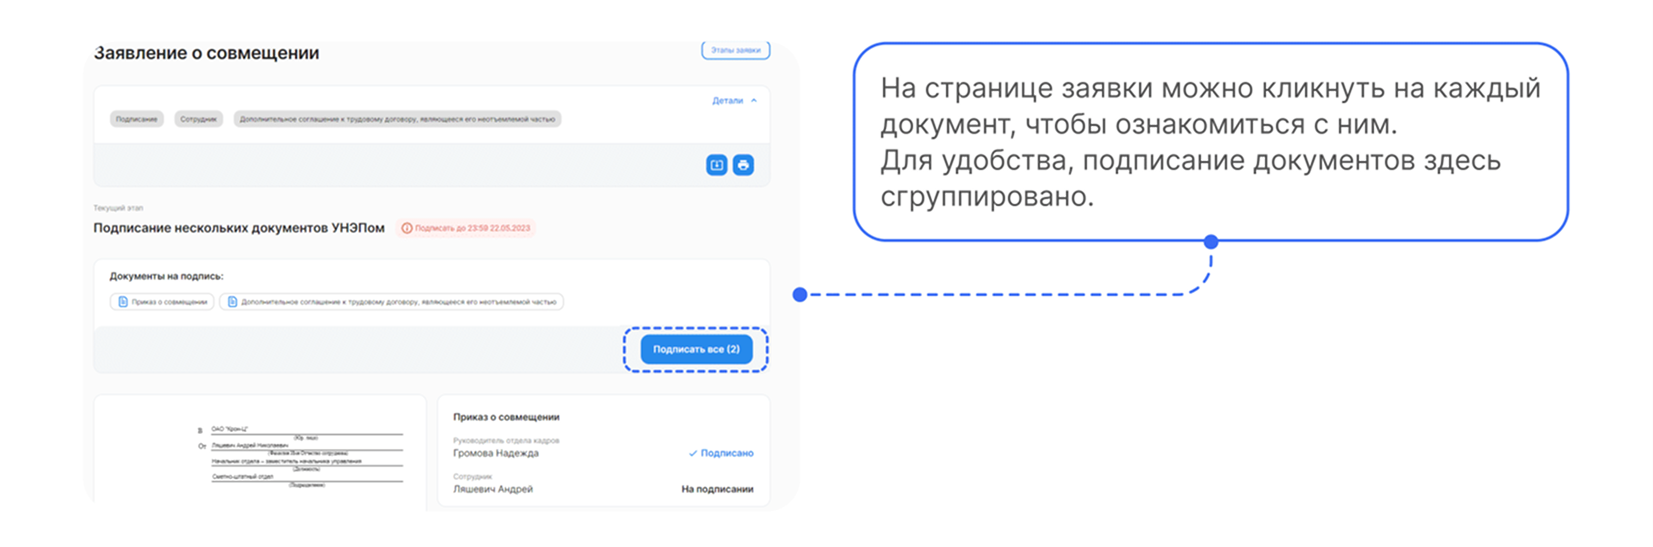 Заявление о совмещении
Этапы заявки
Детали
Подписание
Сотрудник
Дополнительное соглашение к трудовому договору, являющееся его неотъемлемой частью
Текущий этап
Подписание нескольких документов УНЭПом
Подписать до 23:59 22.05.2023
Документы на подпись:
Приказ о совмещении
Дополнительное соглашение к трудовому договору, являющееся его неотъемлемой частью
Подписать все (2)
В ОАО "Крон-Ц"
(Юр. лицо)
От Ляшевич Андрей Николаевич
(Фамилия Имя Отчество сотрудника)
Начальник отдела – заместитель начальника управления
(Должность)
Сметно-штатный отдел
(Подразделение)
Приказ о совмещении
Руководитель отдела кадров
Громова Надежда
Подписано
Сотрудник
Ляшевич Андрей
На подписании
На странице заявки можно кликнуть на каждый
документ, чтобы ознакомиться с ним.
Для удобства, подписание документов здесь
сгруппировано.